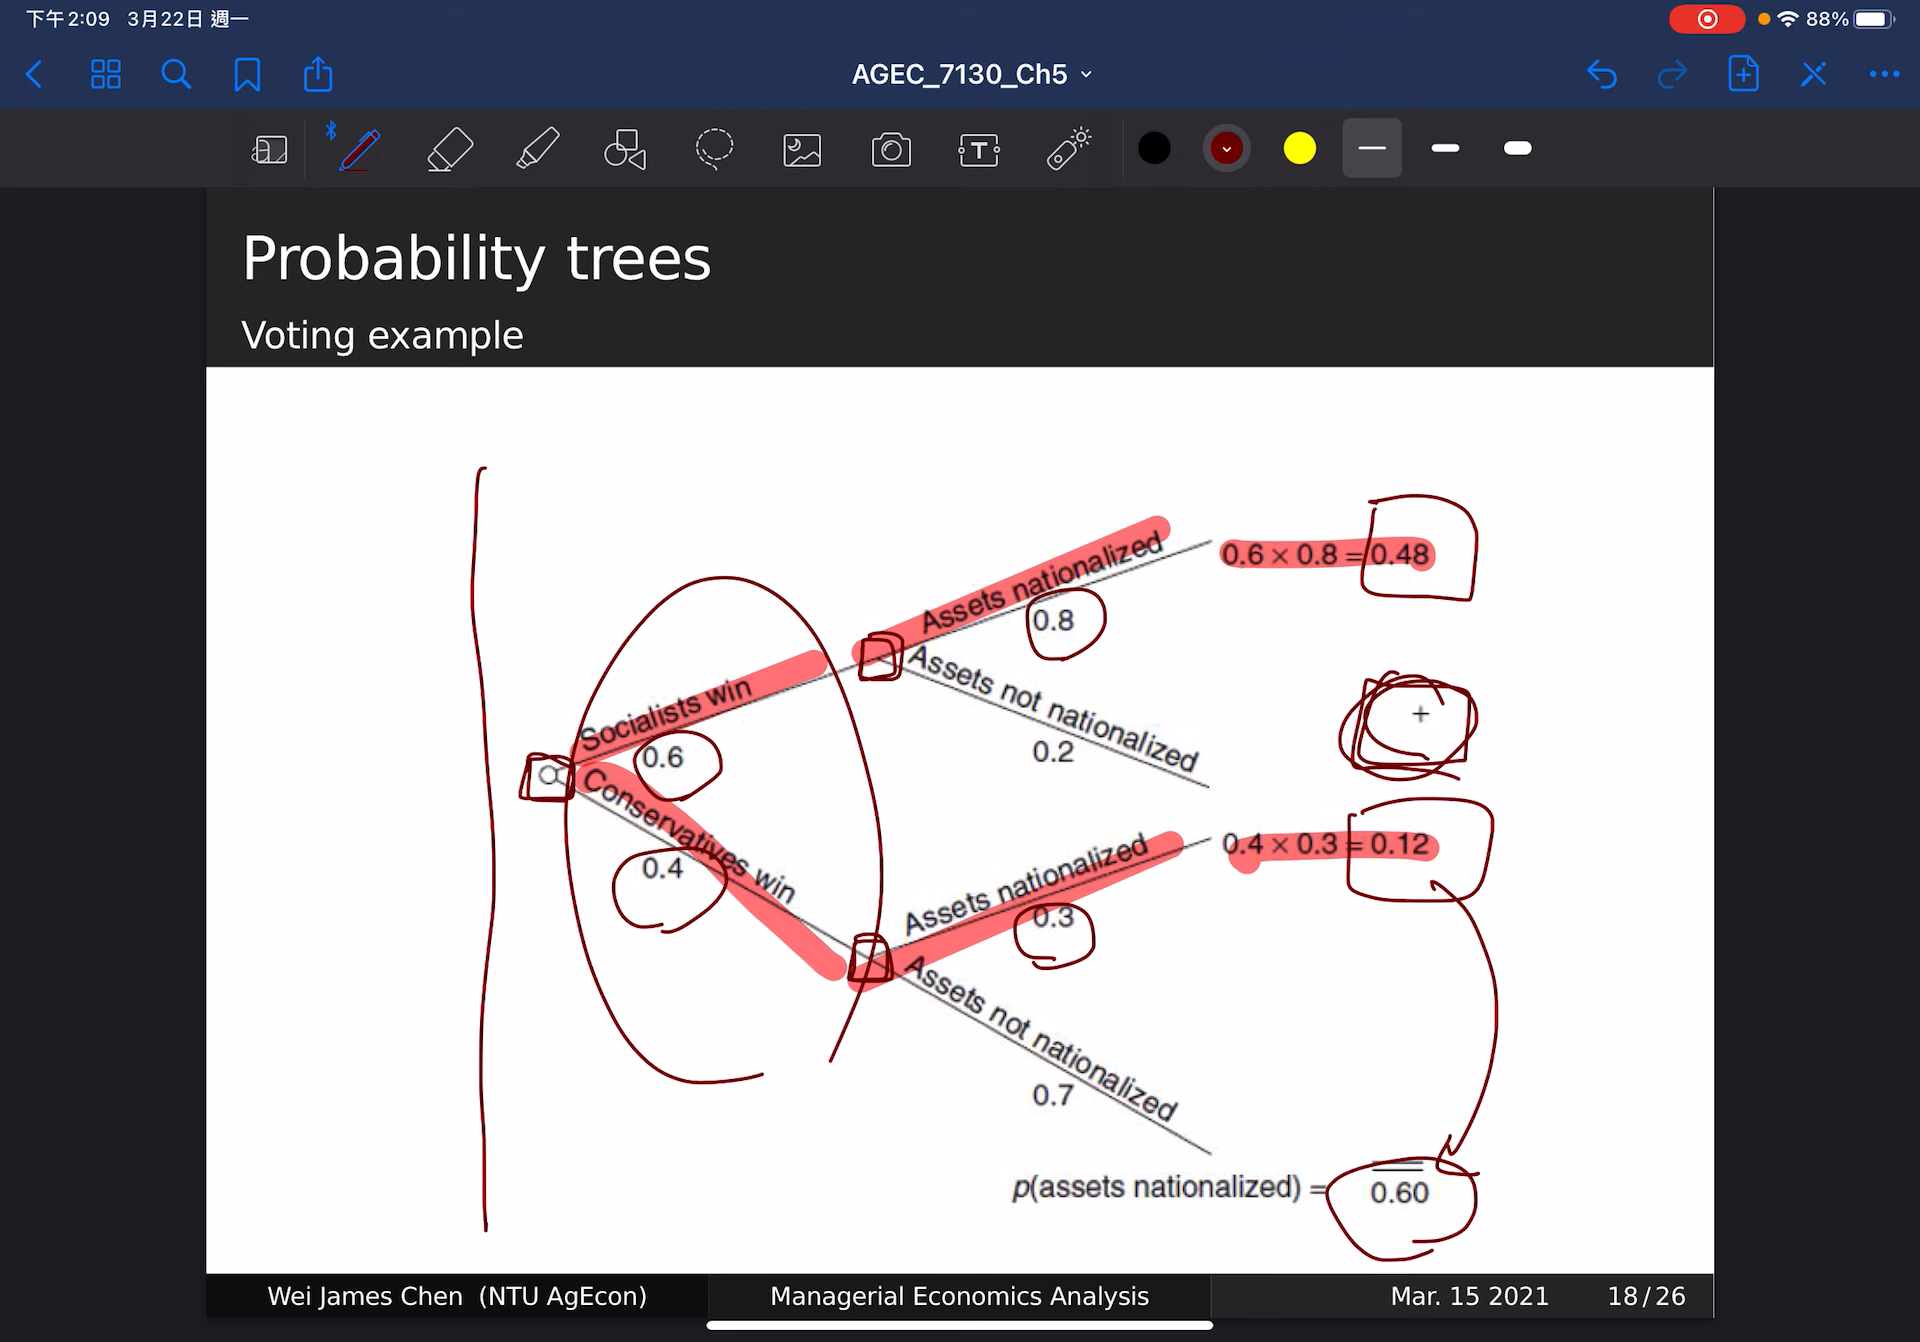 下午2:09 3月22日 週一
88%
AGEC_7130_Ch5
T
Probability trees
Voting example
Assets nationalized
0.6 × 0.8 = 0.48
0.8
Socialists win
0.6
Assets not nationalized
0.2
+
Conservatives win
0.4
Assets nationalized
0.4 × 0.3 = 0.12
0.3
Assets not nationalized
0.7
p(assets nationalized) = 0.60
Wei James Chen (NTU AgEcon) Managerial Economics Analysis Mar. 15 2021 18/26